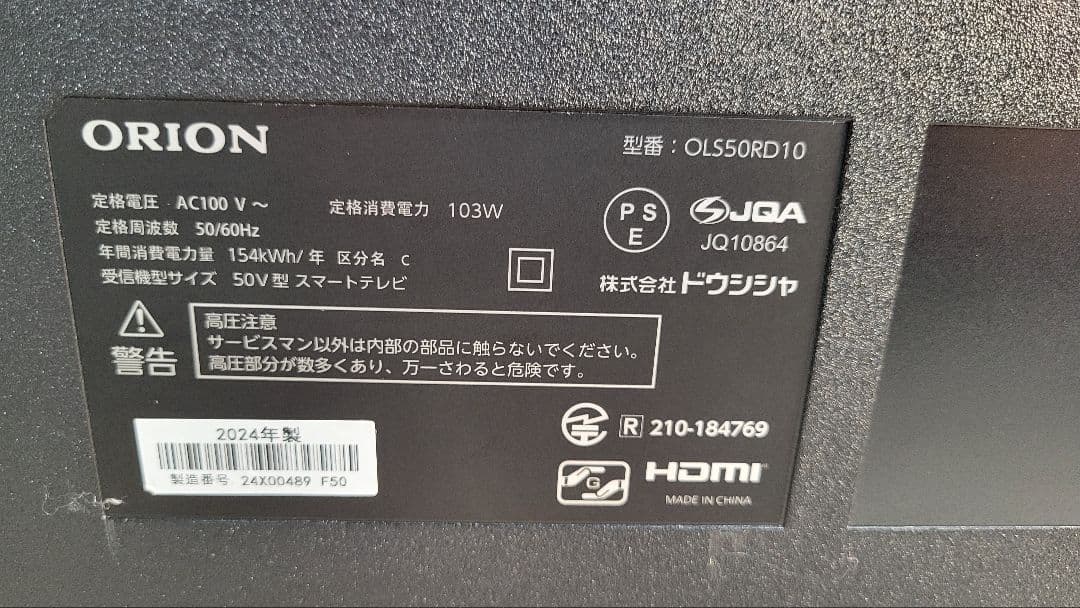 ORION
型番：OLS50RD10
定格電圧 AC100 V～ 定格消費電力 103W
定格周波数 50/60Hz
年間消費電力量 154kWh/年 区分名 C
受信機型サイズ 50V型 スマートテレビ
PSE
JQA
JQ10864
株式会社ドウシシャ
警告
高圧注意
サービスマン以外は内部の部品に触らないでください。
高圧部分が数多くあり、万一さわると危険です。
2024年製
製造番号 24X00489 F50
R 210-184769
G
HDMI
MADE IN CHINA